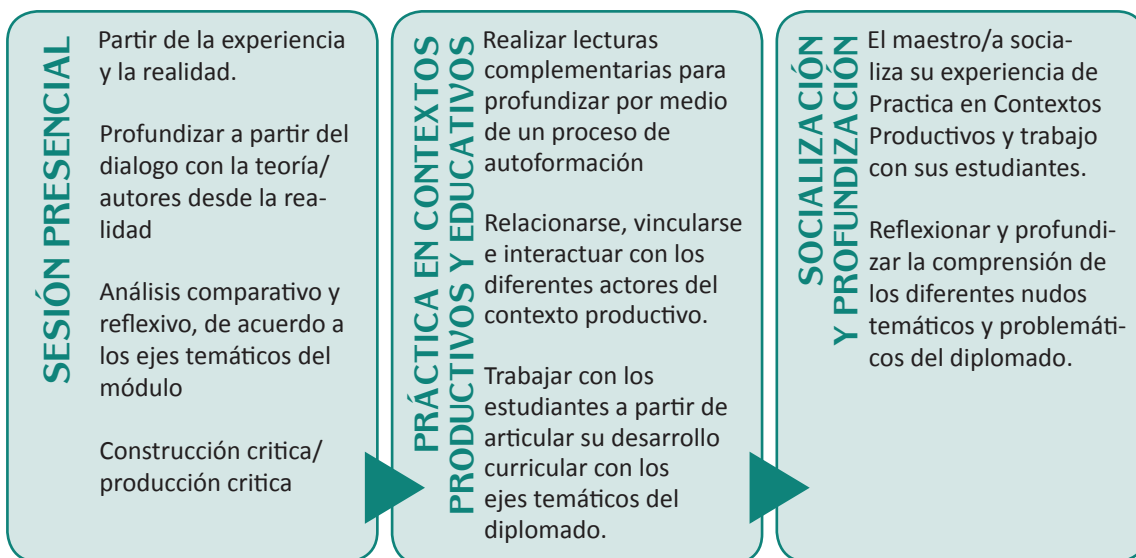 SESIÓN PRESENCIAL
Partir de la experiencia
y la realidad.
Profundizar a partir del
dialogo con la teoría/
autores desde la rea-
lidad
Análisis comparativo y
reflexivo, de acuerdo a
los ejes temáticos del
módulo
Construcción critica/
producción critica
PRÁCTICA EN CONTEXTOS
PRODUCTIVOS Y EDUCATIVOS
Realizar lecturas
complementarias para
profundizar por medio
de un proceso de
autoformación
Relacionarse, vincularse
e interactuar con los
diferentes actores del
contexto productivo.
Trabajar con los
estudiantes a partir de
articular su desarrollo
curricular con los
ejes temáticos del
diplomado.
SOCIALIZACIÓN
Y PROFUNDIZACIÓN
El maestro/a socia-
liza su experiencia de
Practica en Contextos
Productivos y trabajo
con sus estudiantes.
Reflexionar y profundi-
zar la comprensión de
los diferentes nudos
temáticos y problemáti-
cos del diplomado.